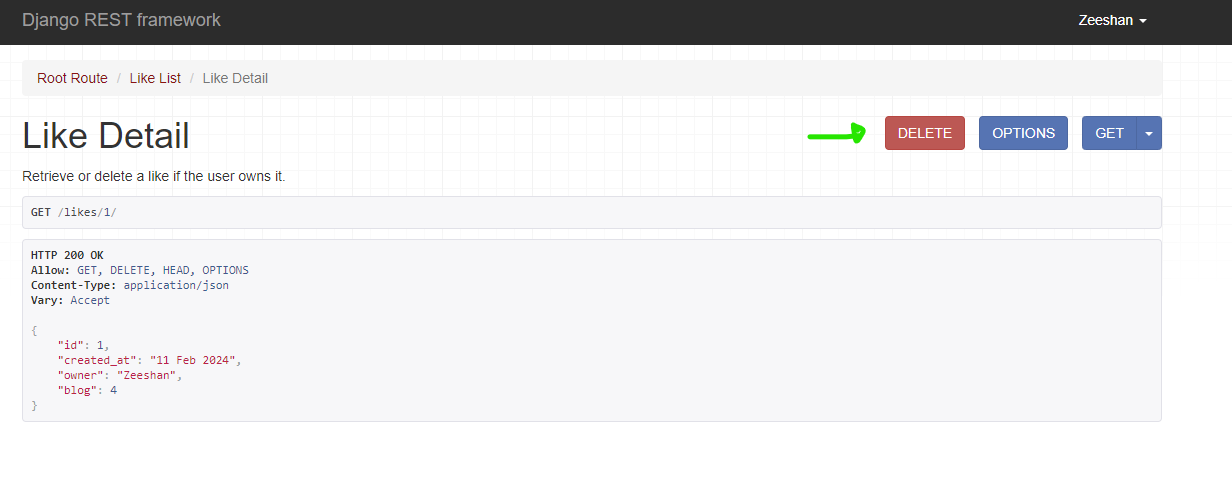 Django REST framework
Zeeshan
Root Route / Like List / Like Detail
Like Detail
DELETE
OPTIONS
GET
Retrieve or delete a like if the user owns it.
GET /likes/1/
HTTP 200 OK
Allow: GET, DELETE, HEAD, OPTIONS
Content-Type: application/json
Vary: Accept
{
    "id": 1,
    "created_at": "11 Feb 2024",
    "owner": "Zeeshan",
    "blog": 4
}